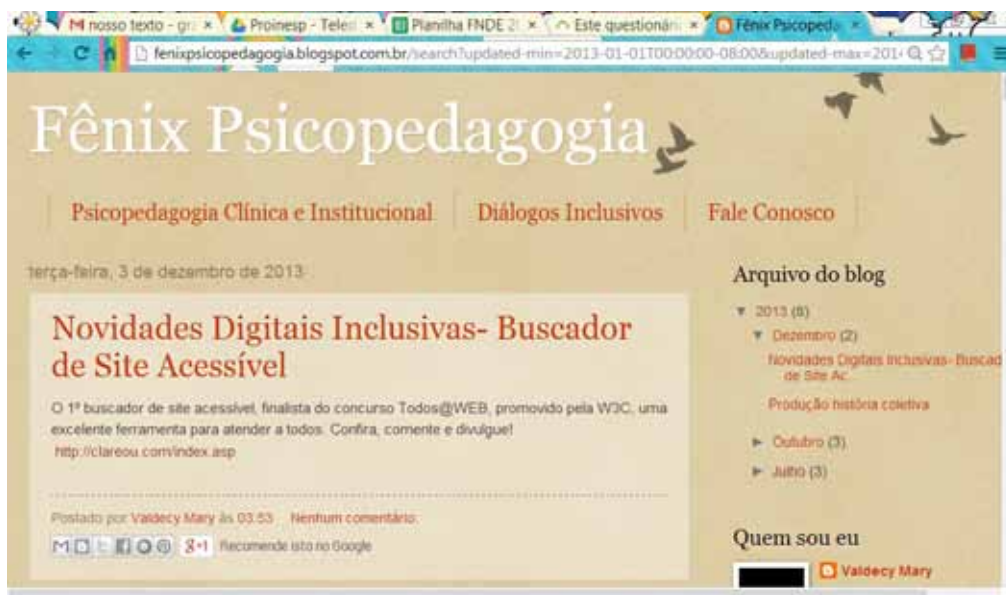 nosso texto - gr
Proinesp - Tele
Planilha FNDE 2
Este questionári
Fênix Psicopeda
fenixpsicopedagogia.blogspot.com.br/search?updated-min=2013-01-01T00:00:00-08:00&updated-max=201
Fênix Psicopedagogia
Psicopedagogia Clínica e Institucional
Diálogos Inclusivos
Fale Conosco
terça-feira, 3 de dezembro de 2013
Novidades Digitais Inclusivas- Buscador
de Site Acessível
O 1º buscador de site acessível, finalista do concurso Todos@WEB, promovido pela W3C, uma
excelente ferramenta para atender a todos. Confira, comente e divulgue!
http://clareou.com/index.asp
Postado por Valdecy Mary às 03:53 Nenhum comentário:
g+1 Recomende isto no Google
Arquivo do blog
▼ 2013 (8)
▼ Dezembro (2)
Novidades Digitais Inclusivas- Buscad
de Site Ac...
Produção história coletiva
► Outubro (3)
► Julho (3)
Quem sou eu
Valdecy Mary